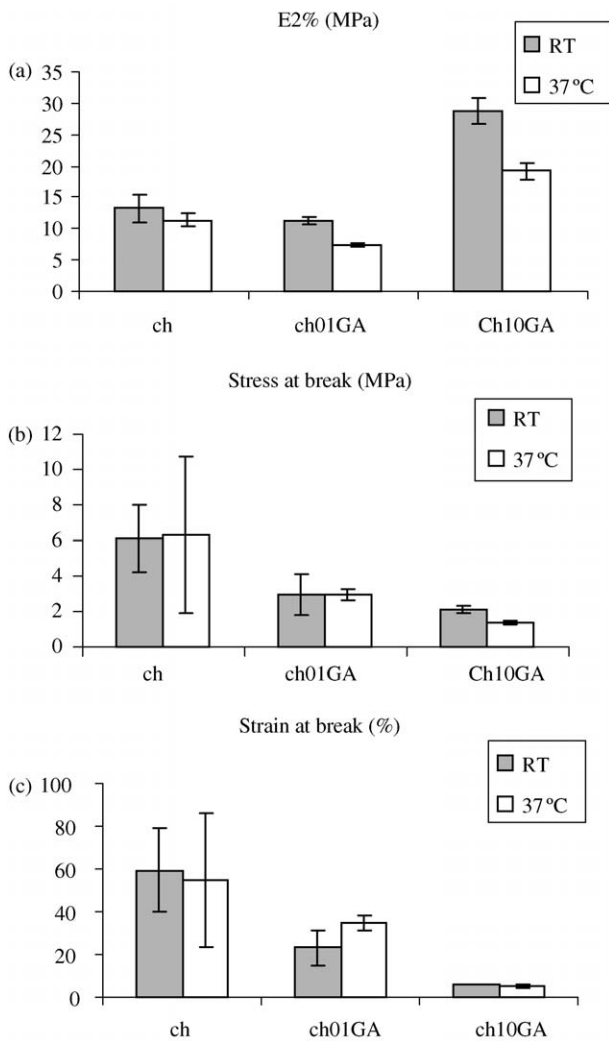 E2% (MPa)
(a)
RT
37 ºC
35
30
25
20
15
10
5
0
ch
ch01GA
Ch10GA
Stress at break (MPa)
(b)
RT
37 ºC
12
10
8
6
4
2
0
ch
ch01GA
Ch10GA
Strain at break (%)
(c)
RT
37 ºC
100
80
60
40
20
0
ch
ch01GA
ch10GA